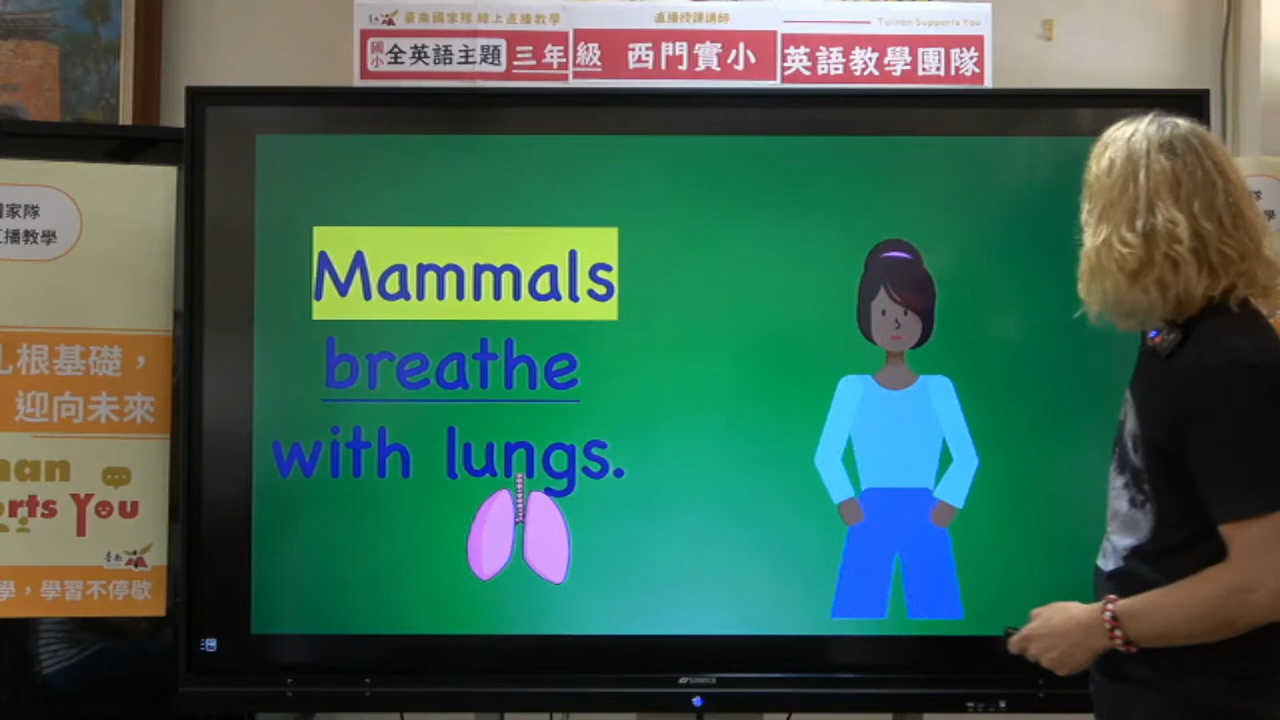 臺南國家隊 線上直播教學
直播授課講師
Tainan Supports You
國小 全英語主題 三年級 西門實小 英語教學團隊
家隊
播教學
Mammals
breathe
with lungs.
扎根基礎，
迎向未來
nan
rts You
臺南
學，學習不停歇